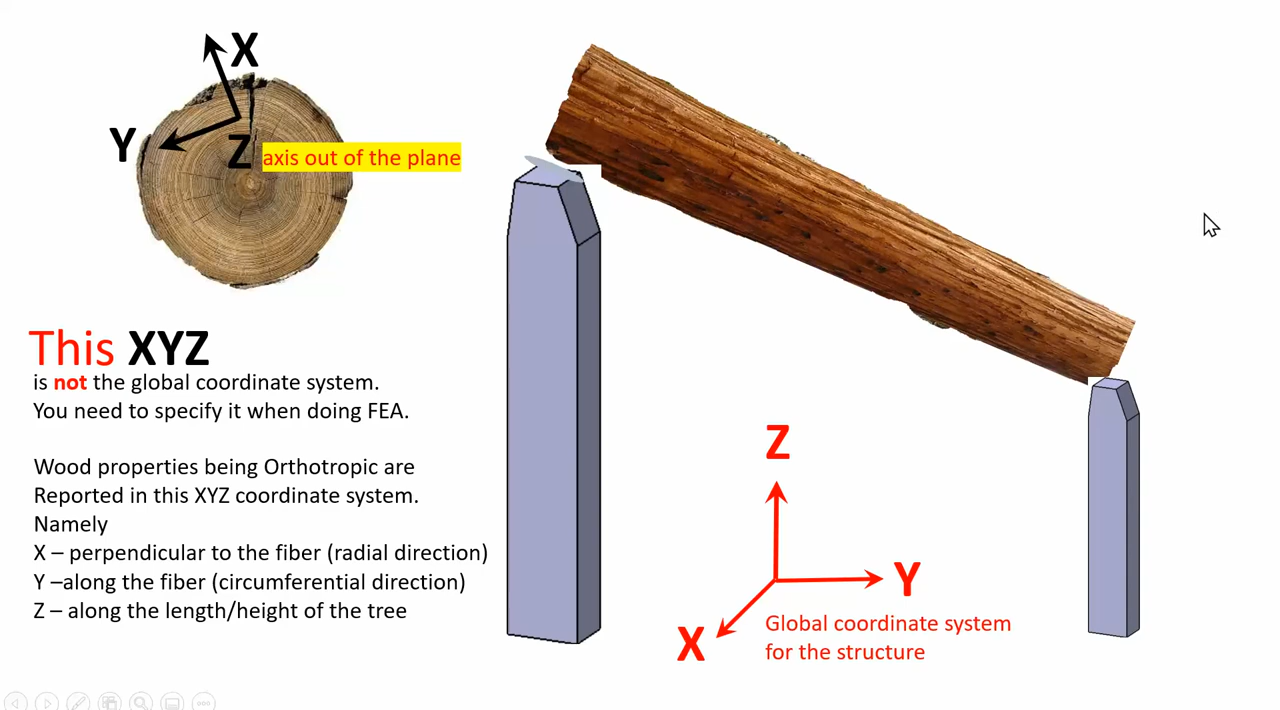 X
Y
Z axis out of the plane
This XYZ
is not the global coordinate system.
You need to specify it when doing FEA.
Wood properties being Orthotropic are
Reported in this XYZ coordinate system.
Namely
X – perpendicular to the fiber (radial direction)
Y –along the fiber (circumferential direction)
Z – along the length/height of the tree
Z
Y
X
Global coordinate system
for the structure